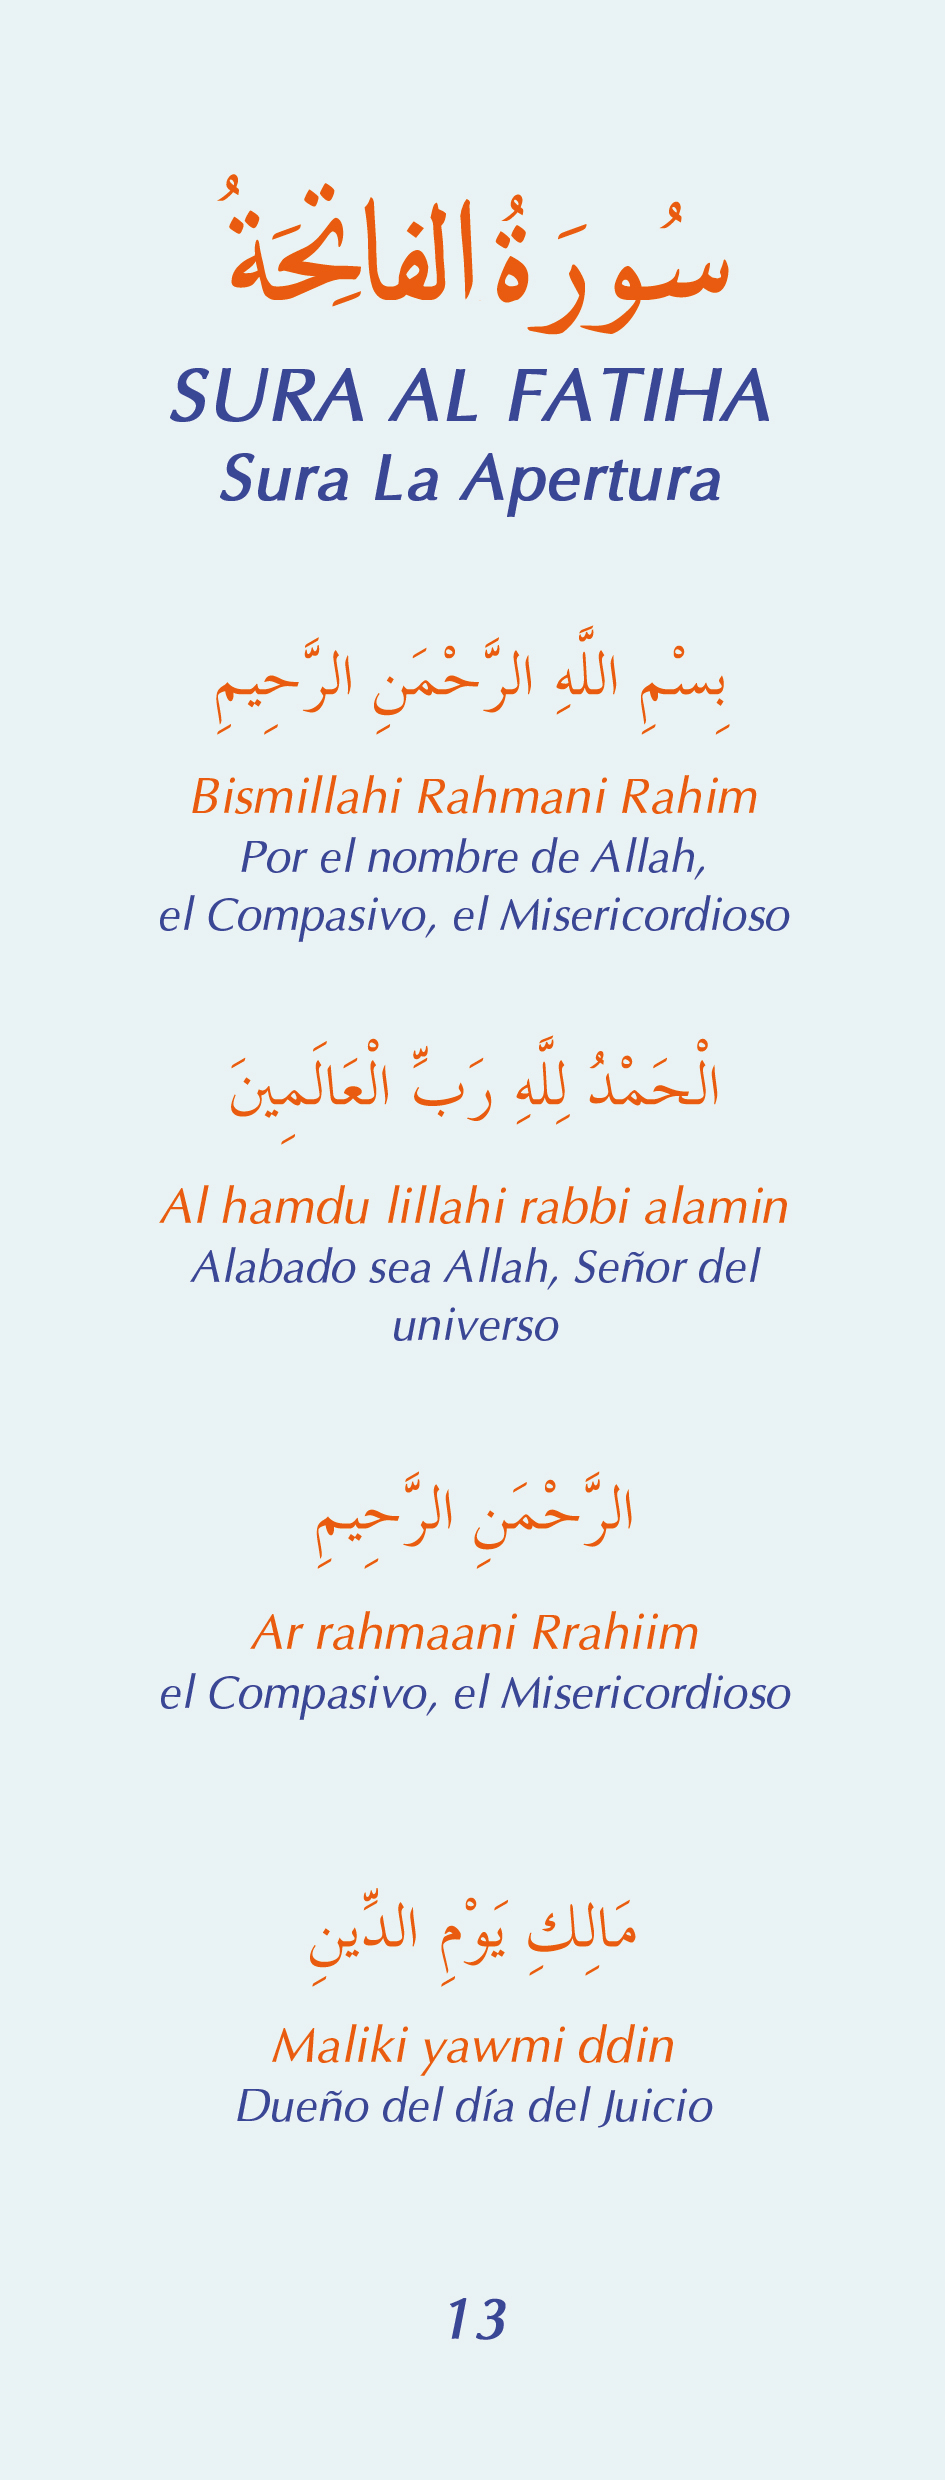 سُورَةُ الفاتِحَةُ
SURA AL FATIHA
Sura La Apertura
بِسْمِ اللَّهِ الرَّحْمَنِ الرَّحِيمِ
Bismillahi Rahmani Rahim
Por el nombre de Allah,
el Compasivo, el Misericordioso
الْحَمْدُ لِلَّهِ رَبِّ الْعَالَمِينَ
Al hamdu lillahi rabbi alamin
Alabado sea Allah, Señor del
universo
الرَّحْمَنِ الرَّحِيمِ
Ar rahmaani Rrahiim
el Compasivo, el Misericordioso
مَالِكِ يَوْمِ الدِّينِ
Maliki yawmi ddin
Dueño del día del Juicio
13